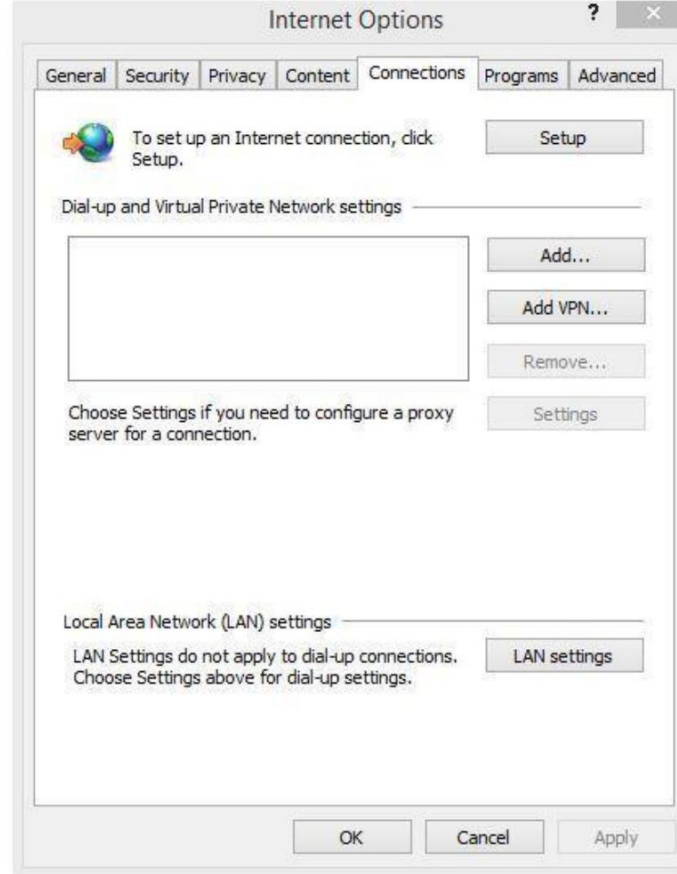 Internet Options
?
×
General Security Privacy Content Connections Programs Advanced
To set up an Internet connection, click
Setup.
Setup
Dial-up and Virtual Private Network settings
Add...
Add VPN...
Remove...
Choose Settings if you need to configure a proxy
server for a connection.
Settings
Local Area Network (LAN) settings
LAN Settings do not apply to dial-up connections.
Choose Settings above for dial-up settings.
LAN settings
OK Cancel Apply